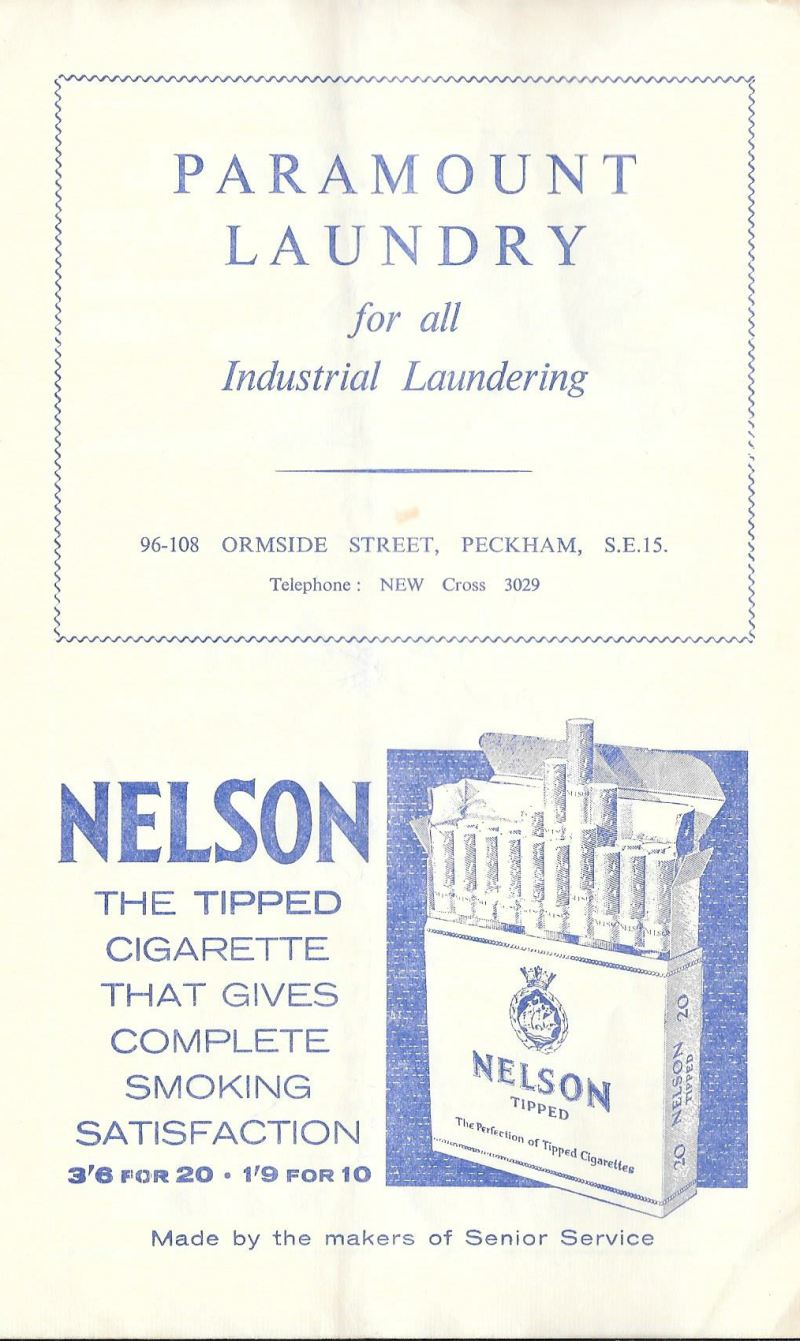 PARAMOUNT
LAUNDRY
for all
Industrial Laundering
96-108 ORMSIDE STREET, PECKHAM, S.E.15.
Telephone : NEW Cross 3029
NELSON
THE TIPPED
CIGARETTE
THAT GIVES
COMPLETE
SMOKING
SATISFACTION
3'6 FOR 20 • 1'9 FOR 10
NELSON
TIPPED
The Perfection of Tipped Cigarettes
20 NELSON 20
TIPPED
Made by the makers of Senior Service